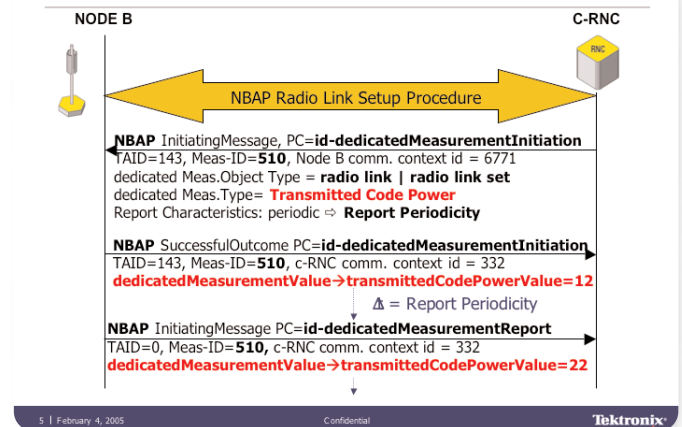 NODE B
C-RNC
RNC
NBAP Radio Link Setup Procedure
NBAP InitiatingMessage, PC=id-dedicatedMeasurementInitiation
TAID=143, Meas-ID=510, Node B comm. context id = 6771
dedicated Meas.Object Type = radio link | radio link set
dedicated Meas.Type= Transmitted Code Power
Report Characteristics: periodic ⇨ Report Periodicity
NBAP SuccessfulOutcome PC=id-dedicatedMeasurementInitiation
TAID=143, Meas-ID=510, c-RNC comm. context id = 332
dedicatedMeasurementValue→transmittedCodePowerValue=12
Δt = Report Periodicity
NBAP InitiatingMessage PC=id-dedicatedMeasurementReport
TAID=0, Meas-ID=510, c-RNC comm. context id = 332
dedicatedMeasurementValue→transmittedCodePowerValue=22
5 | February 4, 2005
Confidential
Tektronix